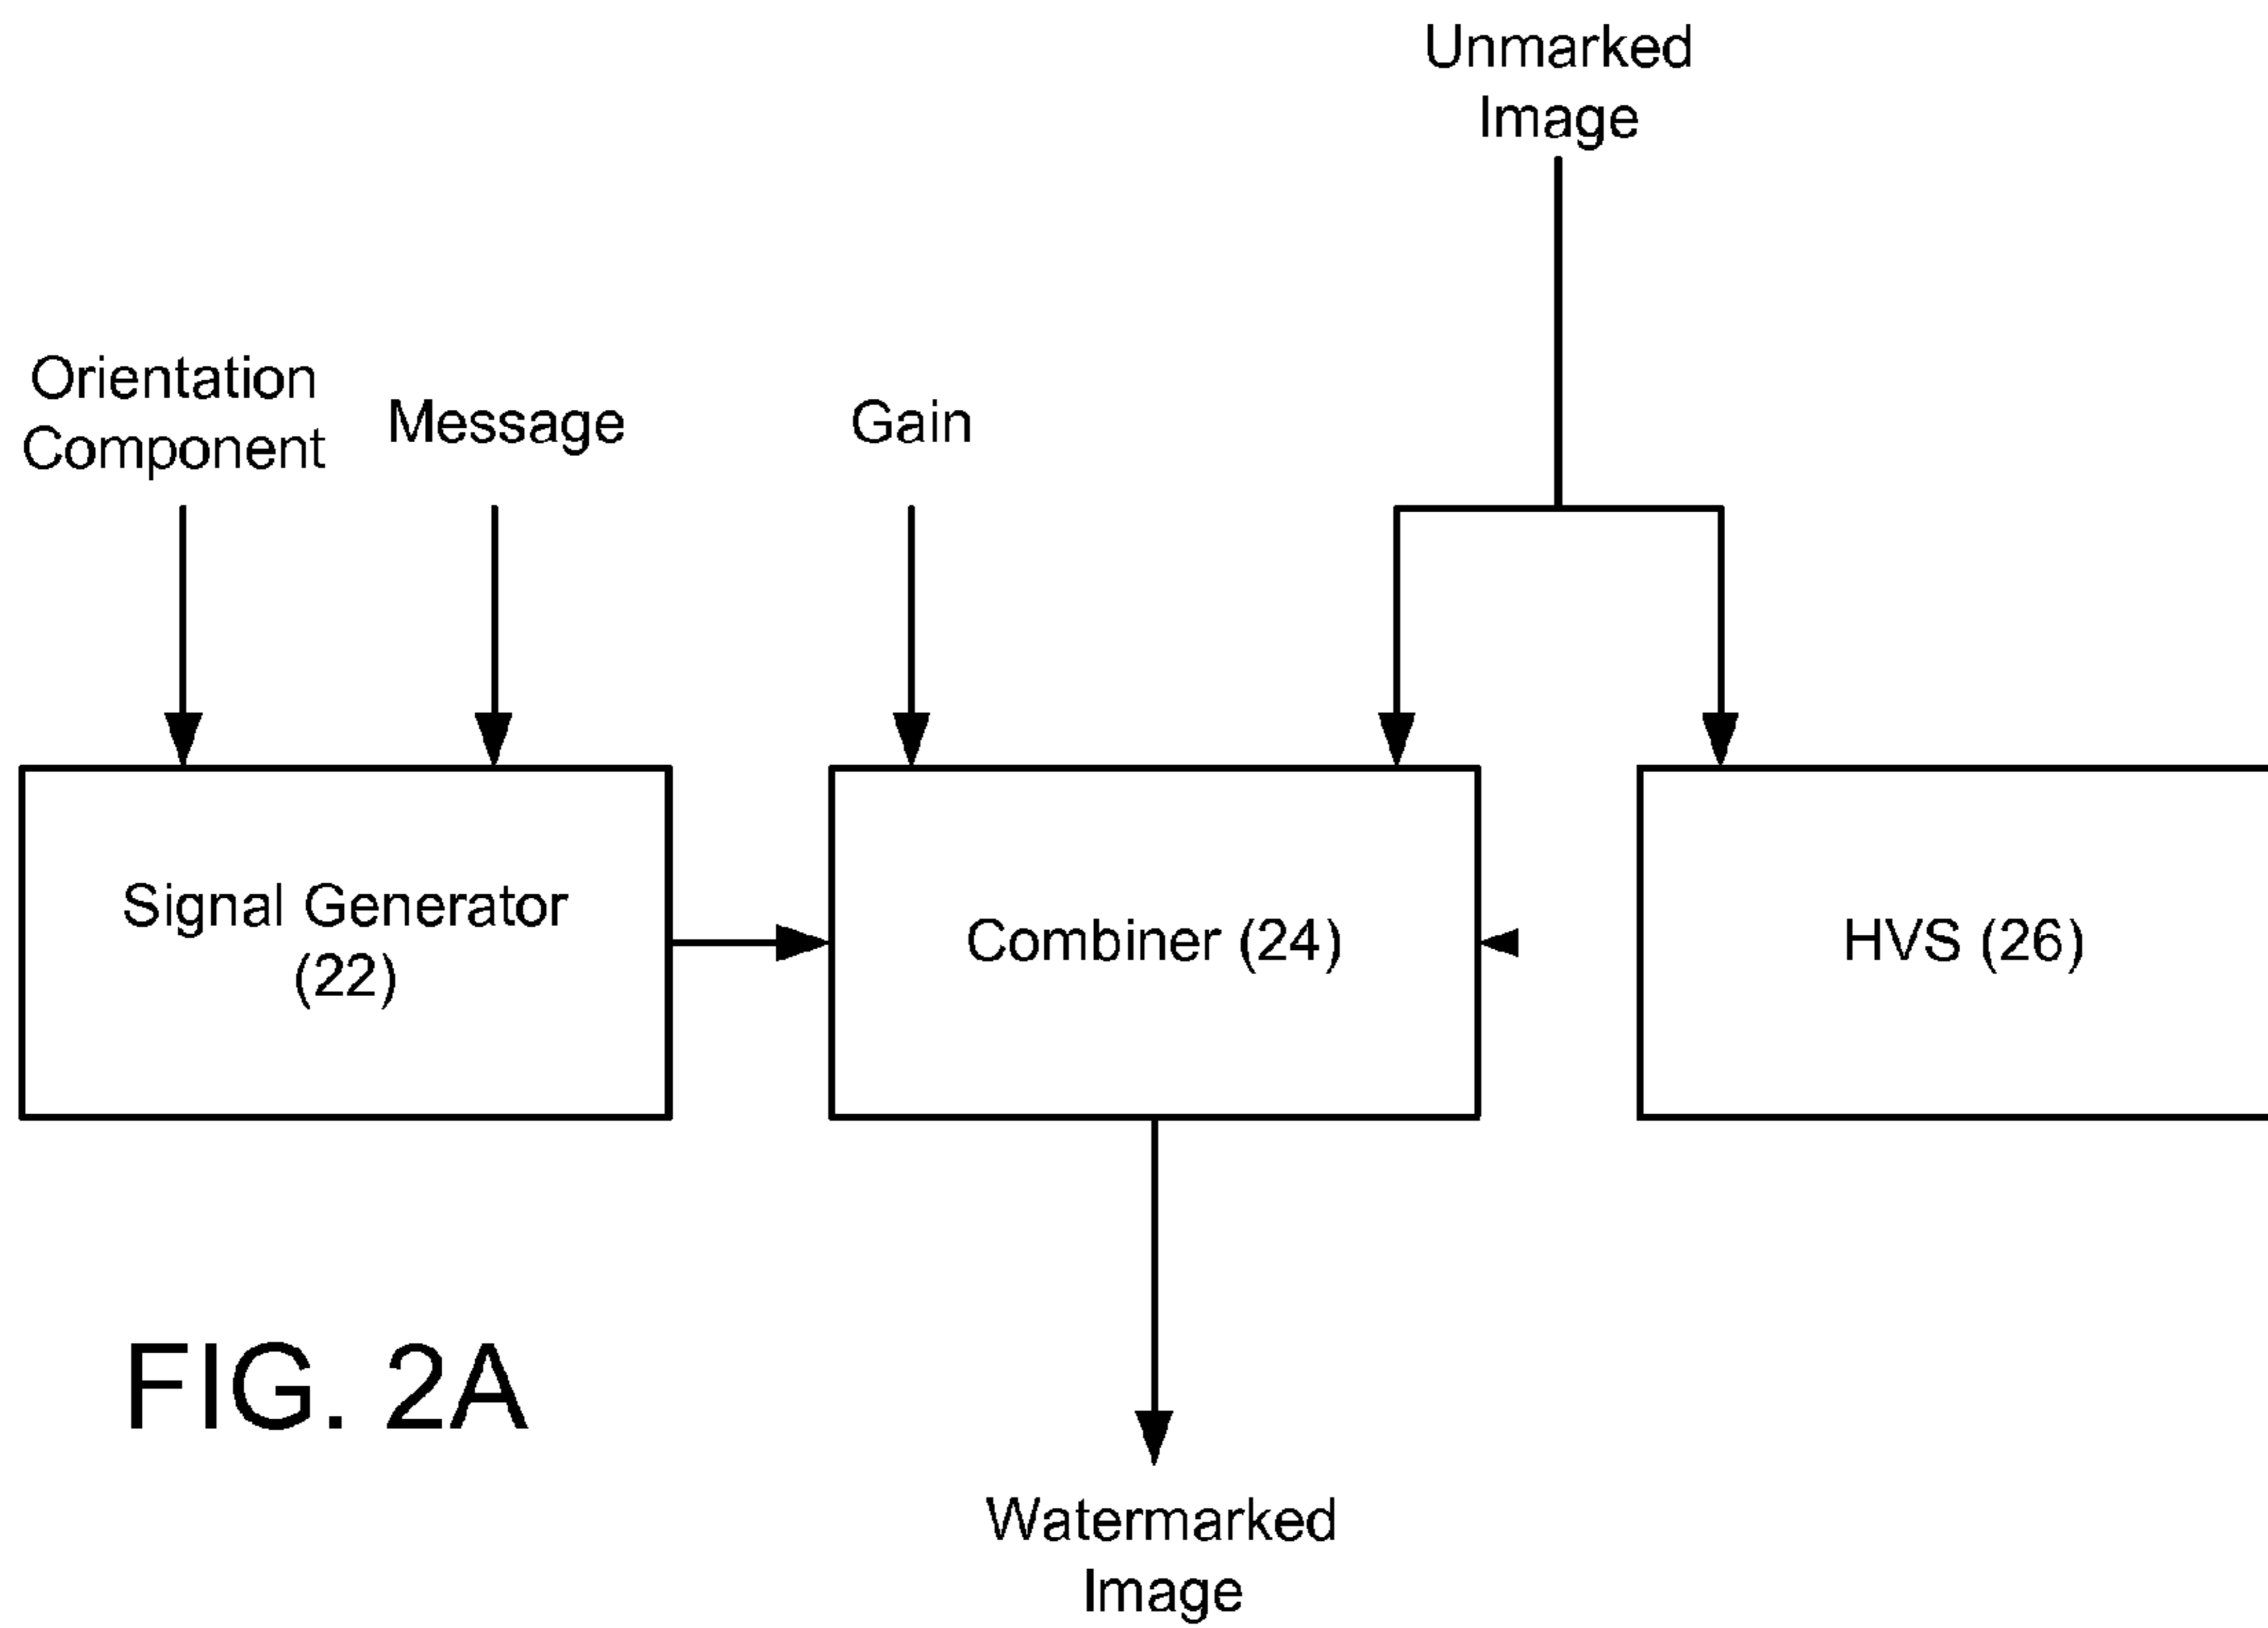 Unmarked
Image
Orientation
Component
Message
Gain
Signal Generator
(22)
Combiner (24)
HVS (26)
FIG. 2A
Watermarked
Image